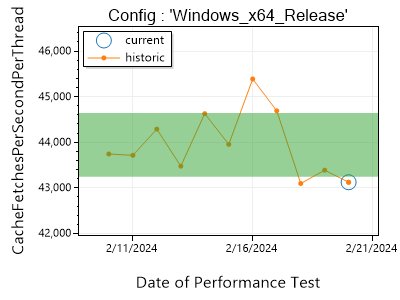 Config : 'Windows_x64_Release'
CacheFetchesPerSecondPerThread
46,000
45,000
44,000
43,000
42,000
current
historic
2/11/2024
2/16/2024
2/21/2024
Date of Performance Test